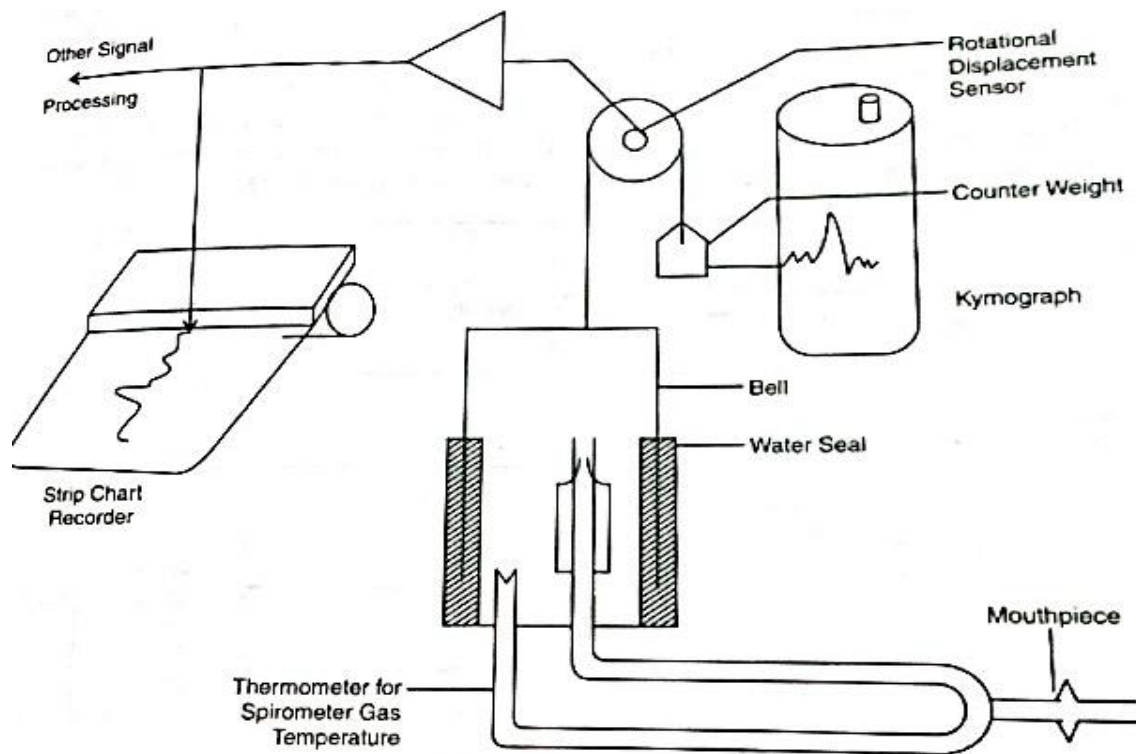 Other Signal
Processing
Rotational
Displacement
Sensor
Counter Weight
Kymograph
Bell
Water Seal
Strip Chart
Recorder
Mouthpiece
Thermometer for
Spirometer Gas
Temperature